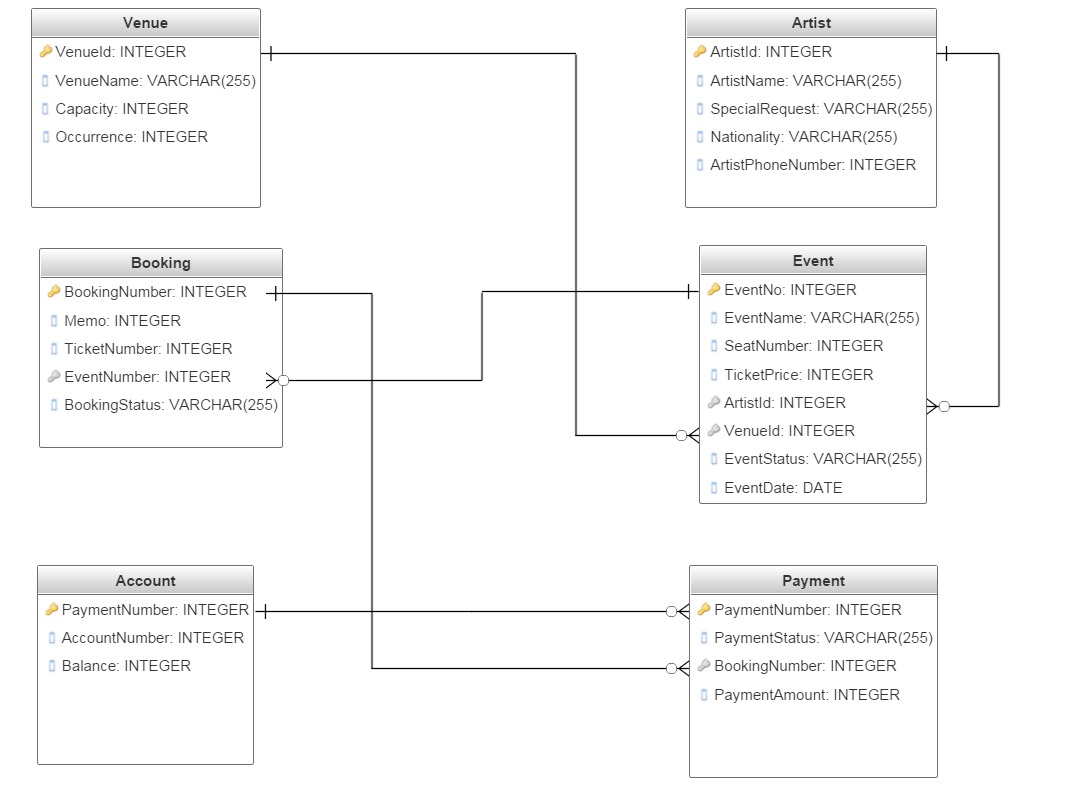 Venue
VenueId: INTEGER
VenueName: VARCHAR(255)
Capacity: INTEGER
Occurrence: INTEGER
Artist
ArtistId: INTEGER
ArtistName: VARCHAR(255)
SpecialRequest: VARCHAR(255)
Nationality: VARCHAR(255)
ArtistPhoneNumber: INTEGER
Booking
BookingNumber: INTEGER
Memo: INTEGER
TicketNumber: INTEGER
EventNumber: INTEGER
BookingStatus: VARCHAR(255)
Event
EventNo: INTEGER
EventName: VARCHAR(255)
SeatNumber: INTEGER
TicketPrice: INTEGER
ArtistId: INTEGER
VenueId: INTEGER
EventStatus: VARCHAR(255)
EventDate: DATE
Account
PaymentNumber: INTEGER
AccountNumber: INTEGER
Balance: INTEGER
Payment
PaymentNumber: INTEGER
PaymentStatus: VARCHAR(255)
BookingNumber: INTEGER
PaymentAmount: INTEGER